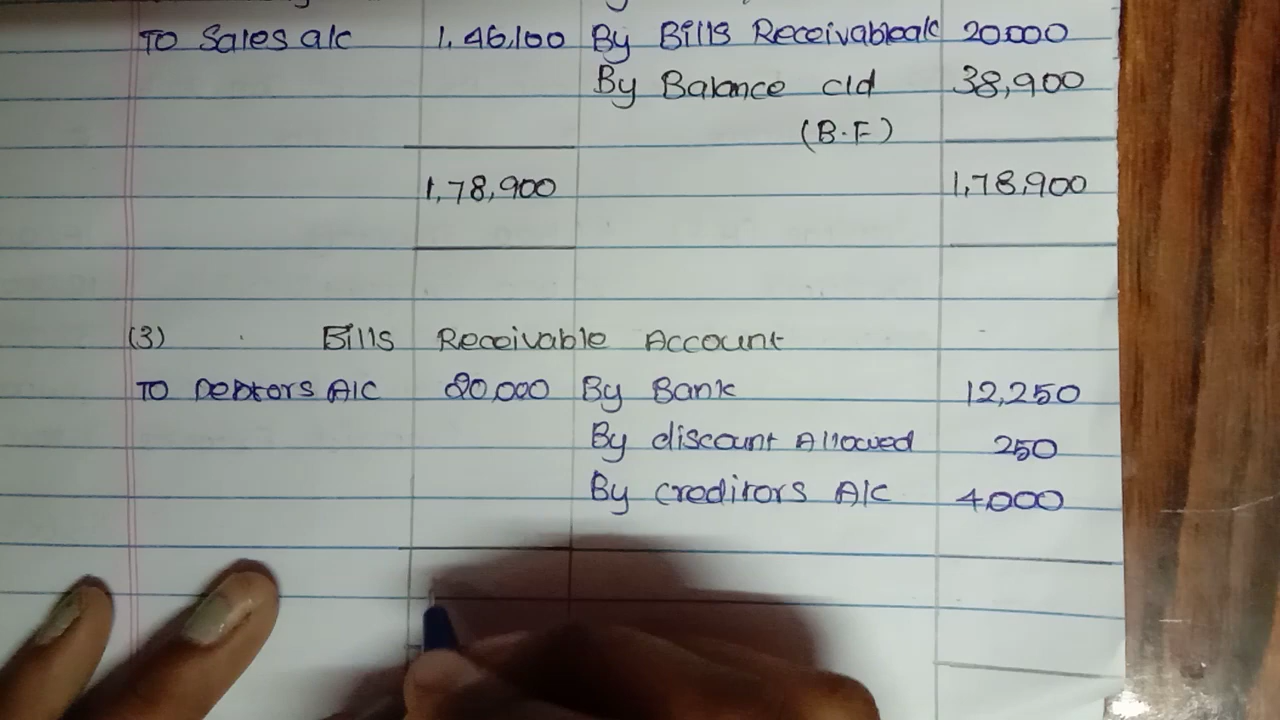 To Sales a/c 1,46,100 By Bills Receivable a/c 20000
By Balance c/d 38,900
(B.F)
1,78,900 1,78,900
(3) Bills Receivable Account
To Debtors A/C 20,000 By Bank 12,250
By discount Allowed 250
By creditors A/C 4000